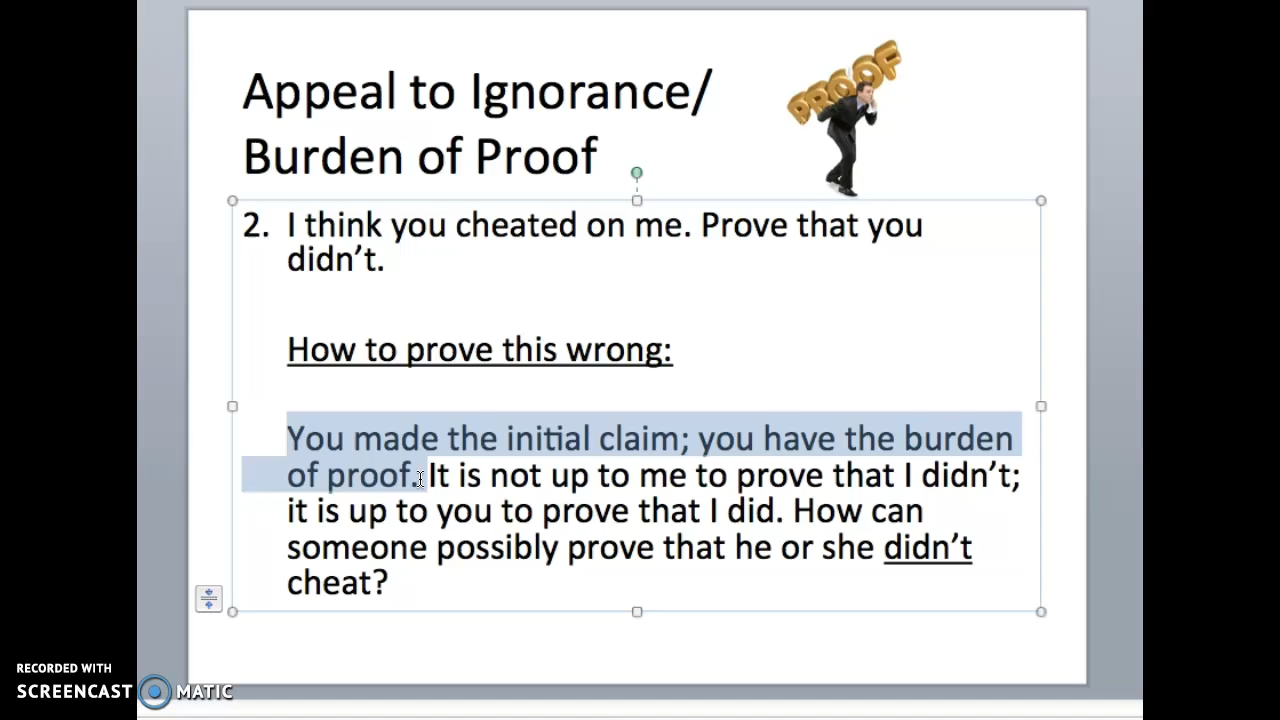 Appeal to Ignorance/
Burden of Proof
PROOF
2. I think you cheated on me. Prove that you
didn’t.
How to prove this wrong:
You made the initial claim; you have the burden
of proof. It is not up to me to prove that I didn’t;
it is up to you to prove that I did. How can
someone possibly prove that he or she didn’t
cheat?
RECORDED WITH
SCREENCAST MATIC